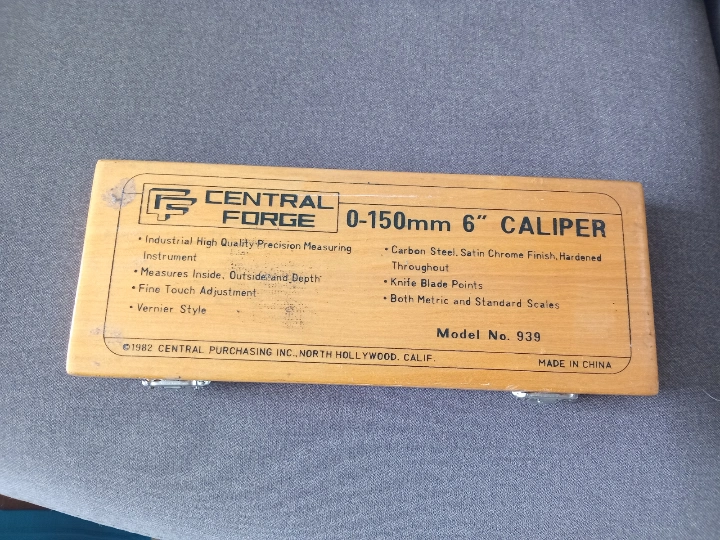 CENTRAL
FORGE
0-150mm 6" CALIPER
• Industrial High Quality Precision Measuring
Instrument
• Measures Inside, Outside and Depth
• Fine Touch Adjustment
• Vernier Style
• Carbon Steel, Satin Chrome Finish, Hardened
Throughout
• Knife Blade Points
• Both Metric and Standard Scales
Model No. 939
©1982 CENTRAL PURCHASING INC., NORTH HOLLYWOOD, CALIF.
MADE IN CHINA